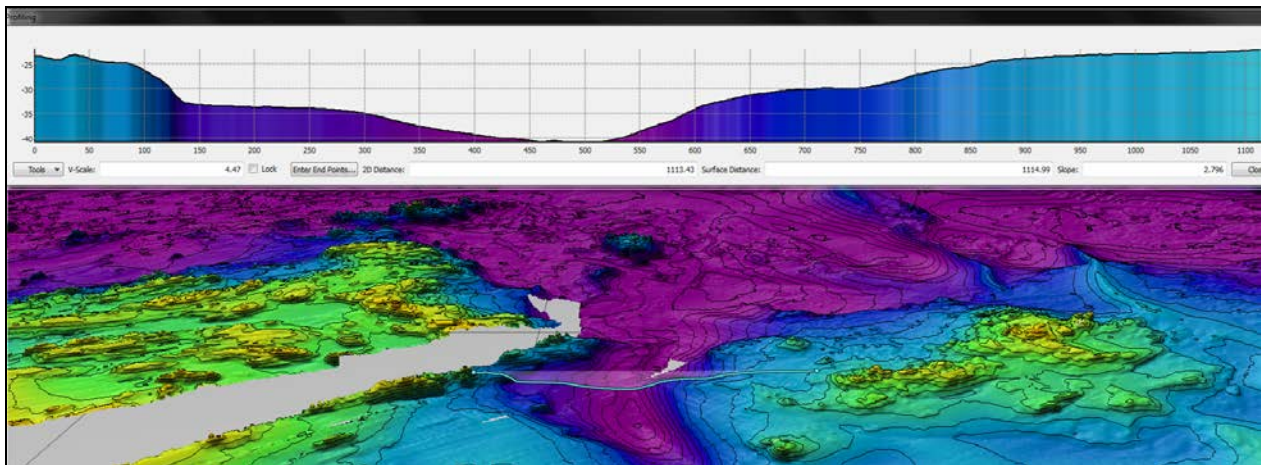 Profiling
-25
-30
-35
-40
0 50 100 150 200 250 300 350 400 450 500 550 600 650 700 750 800 850 900 950 1000 1050 1100
Tools V-Scale: 4.47 Lock Enter End Points... 2D Distance: 1113.43 Surface Distance: 1114.99 Slope: 2.796 Clos